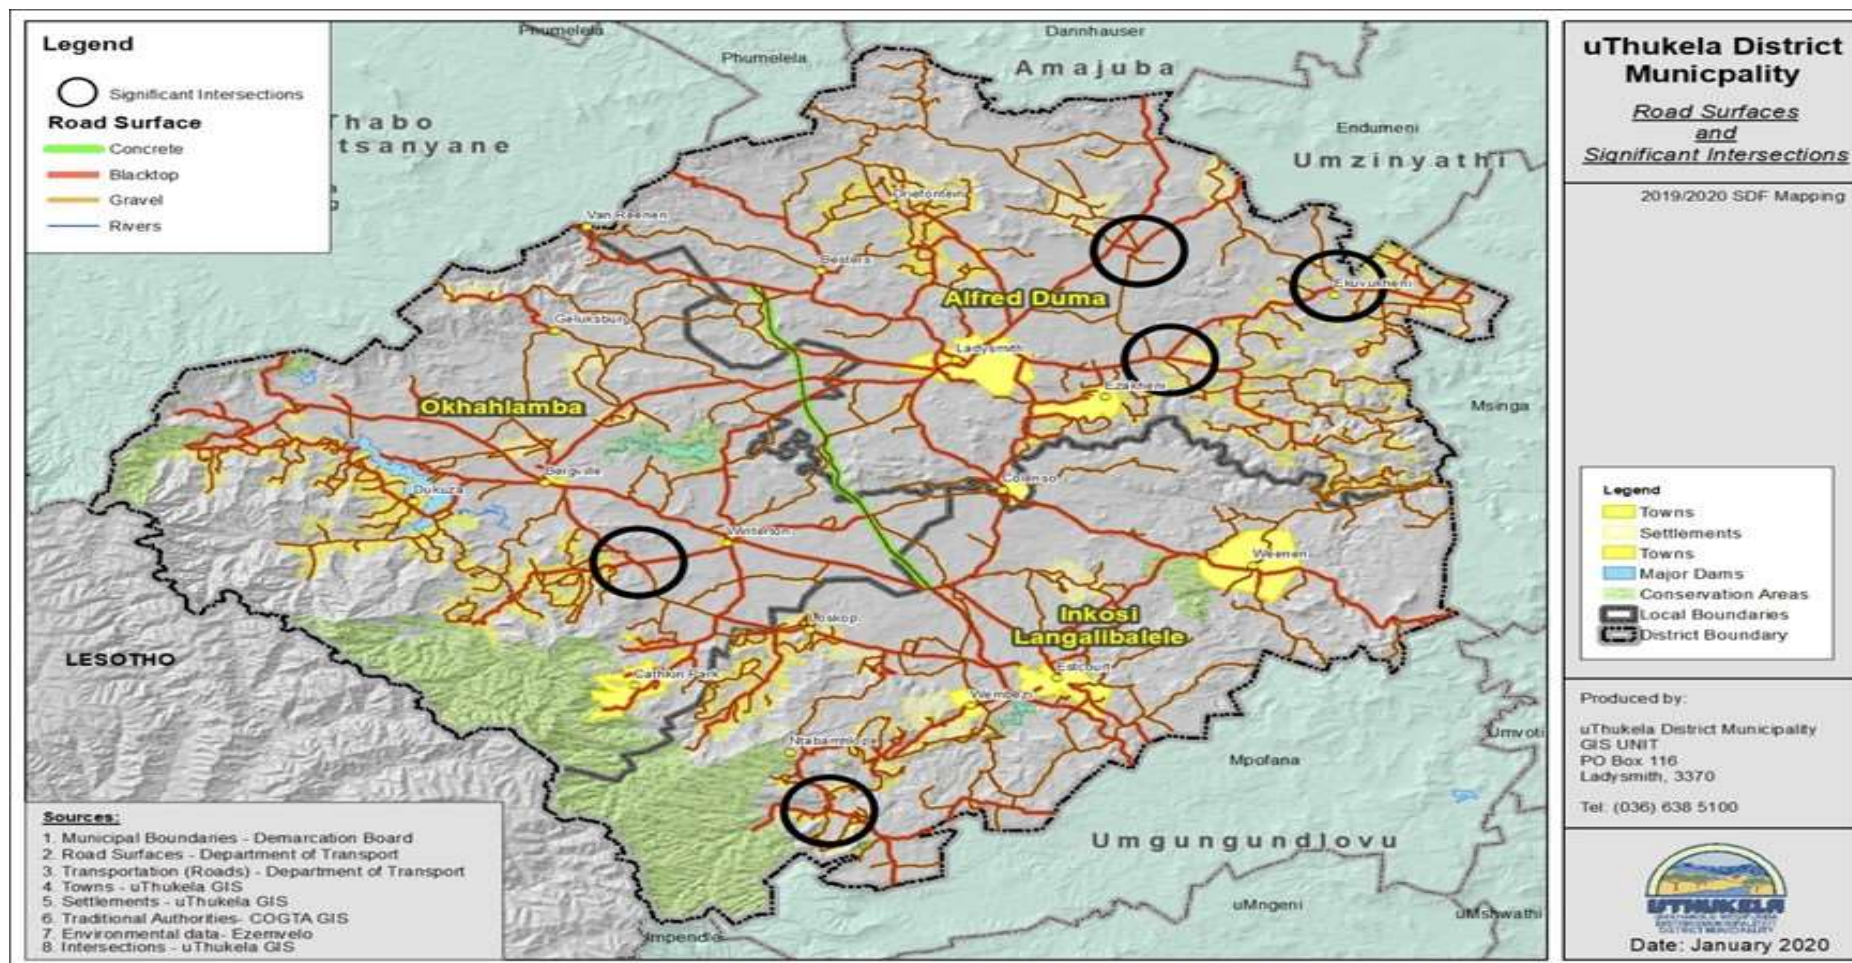 Legend
Significant Intersections
Road Surface
Concrete
Blacktop
Gravel
Rivers
Phumelela
Phumelela
Dannhauser
Amajuba
Thabo
tsanyane
Endumeni
Umzinyathi
Driefontein
Van Reenen
Besters
Ekuvukheni
Alfred Duma
Geluksburg
Ladysmith
Ezakheni
Okhahlamba
Msinga
Bergville
Dukuza
Colenso
Winterton
Weenen
Loskop
Inkosi
Langalibalele
LESOTHO
Cathkin Park
Estcourt
Wembezi
Ntabamhlope
Mpofana
Umvoti
Umgungundlovu
uMngeni
uMshwathi
Impendle
Sources:
1. Municipal Boundaries - Demarcation Board
2. Road Surfaces - Department of Transport
3. Transportation (Roads) - Department of Transport
4. Towns - uThukela GIS
5. Settlements - uThukela GIS
6. Traditional Authorities- COGTA GIS
7. Environmental data- Ezemvelo
8. Intersections - uThukela GIS
uThukela District
Municpality
Road Surfaces
and
Significant Intersections
2019/2020 SDF Mapping
Legend
Towns
Settlements
Towns
Major Dams
Conservation Areas
Local Boundaries
District Boundary
Produced by:
uThukela District Municipality
GIS UNIT
PO Box 116
Ladysmith, 3370
Tel: (036) 638 5100
UTHUKELA
DISTRICT MUNICIPALITY
Date: January 2020